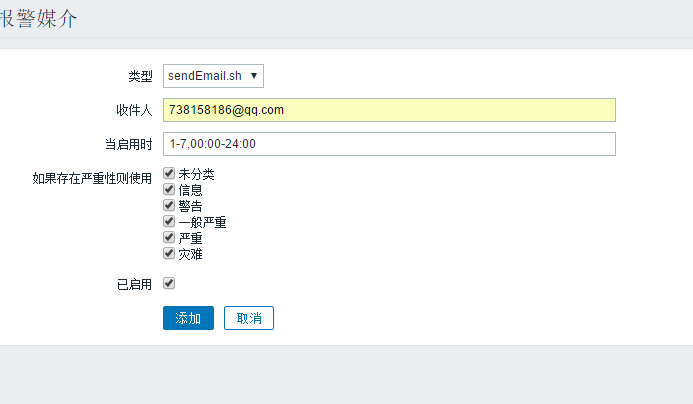 报警媒介
类型 sendEmail.sh
收件人 738158186@qq.com
当启用时 1-7,00:00-24:00
如果存在严重性则使用 未分类
信息
警告
一般严重
严重
灾难
已启用
添加 取消